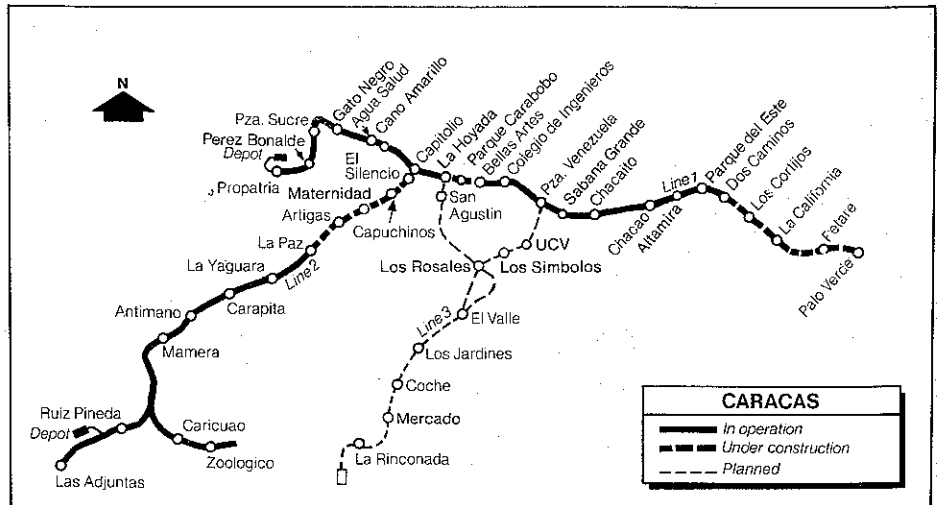 N
Pza. Sucre
Gato Negro
Agua Salud
Cano Amarillo
Perez Bonalde
Depot
Propatria
El
Silencio
Capitolio
La Hoyada
Parque Carabobo
Bellas Artes
Colegio de Ingenieros
Pza. Venezuela
Sabana Grande
Chacaito
Chacao
Altamira
Line 1
Parque del Este
Dos Caminos
Los Cortijos
La California
Petare
Palo Verde
Maternidad
Capuchinos
Artigas
La Paz
Line 2
La Yaguara
Carapita
Antimano
Mamera
Ruiz Pineda
Depot
Caricuao
Zoologico
Las Adjuntas
San
Agustin
UCV
Los Simbolos
Los Rosales
El Valle
Line 3
Los Jardines
Coche
Mercado
La Rinconada
CARACAS
In operation
Under construction
Planned